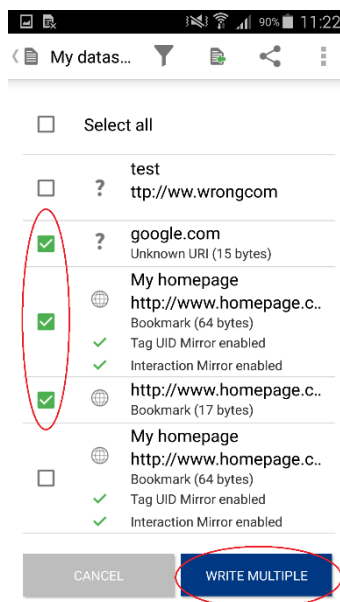 90% 11:22
My datas...
Select all
test
ttp://ww.wrongcom
? google.com
Unknown URI (15 bytes)
My homepage
http://www.homepage.c..
Bookmark (64 bytes)
Tag UID Mirror enabled
Interaction Mirror enabled
http://www.homepage.c..
Bookmark (17 bytes)
My homepage
http://www.homepage.c..
Bookmark (64 bytes)
Tag UID Mirror enabled
Interaction Mirror enabled
CANCEL WRITE MULTIPLE